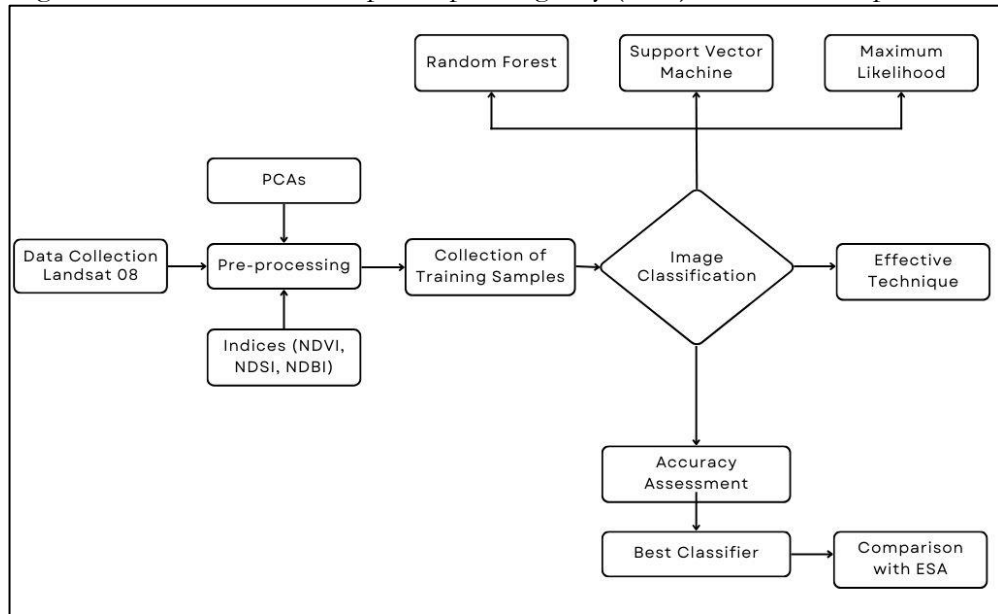 Random Forest
Support Vector
Machine
Maximum
Likelihood
PCAs
Data Collection
Landsat 08
Pre-processing
Collection of
Training Samples
Image
Classification
Effective
Technique
Indices (NDVI,
NDSI, NDBI)
Accuracy
Assessment
Best Classifier
Comparison
with ESA